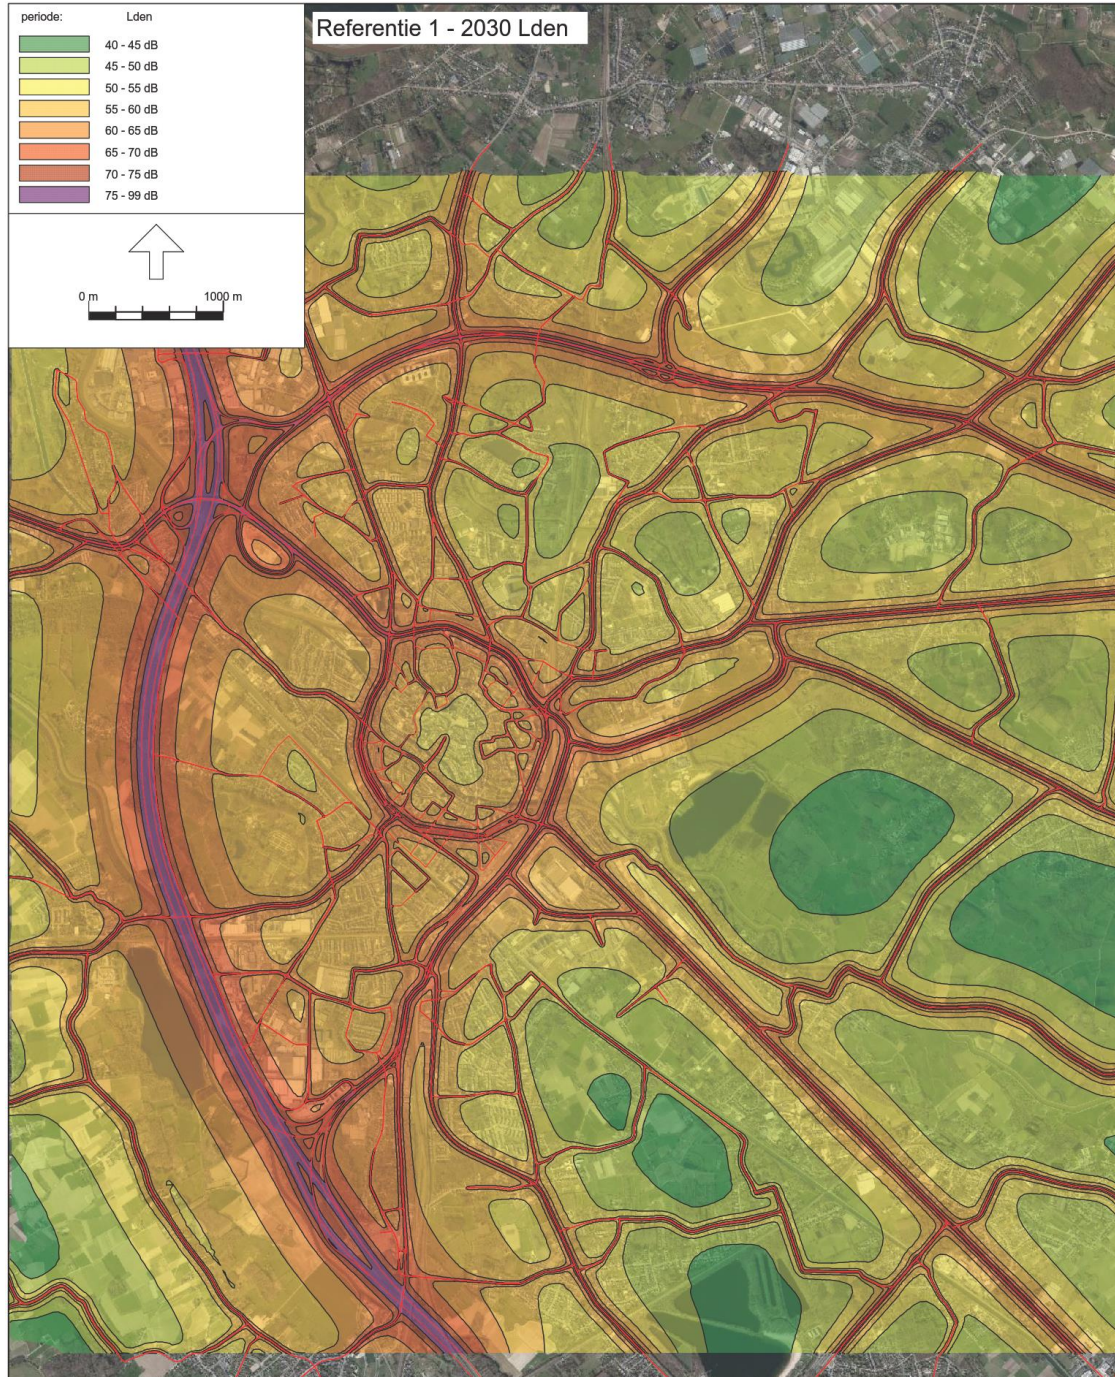 periode: Lden
40 - 45 dB
45 - 50 dB
50 - 55 dB
55 - 60 dB
60 - 65 dB
65 - 70 dB
70 - 75 dB
75 - 99 dB
0 m 1000 m
Referentie 1 - 2030 Lden